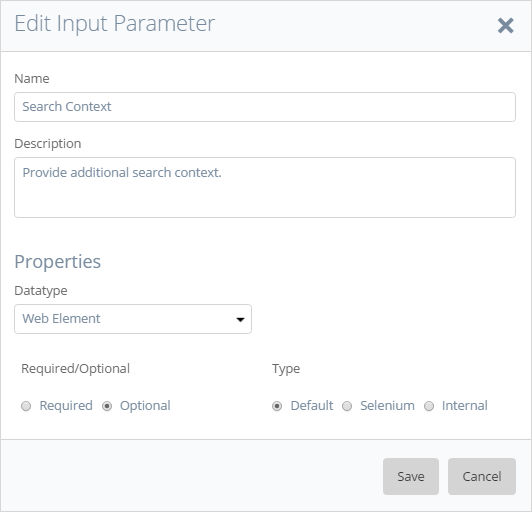 Edit Input Parameter
Name
Search Context
Description
Provide additional search context.
Properties
Datatype
Web Element
Required/Optional Type
Required Optional Default Selenium Internal
Save Cancel